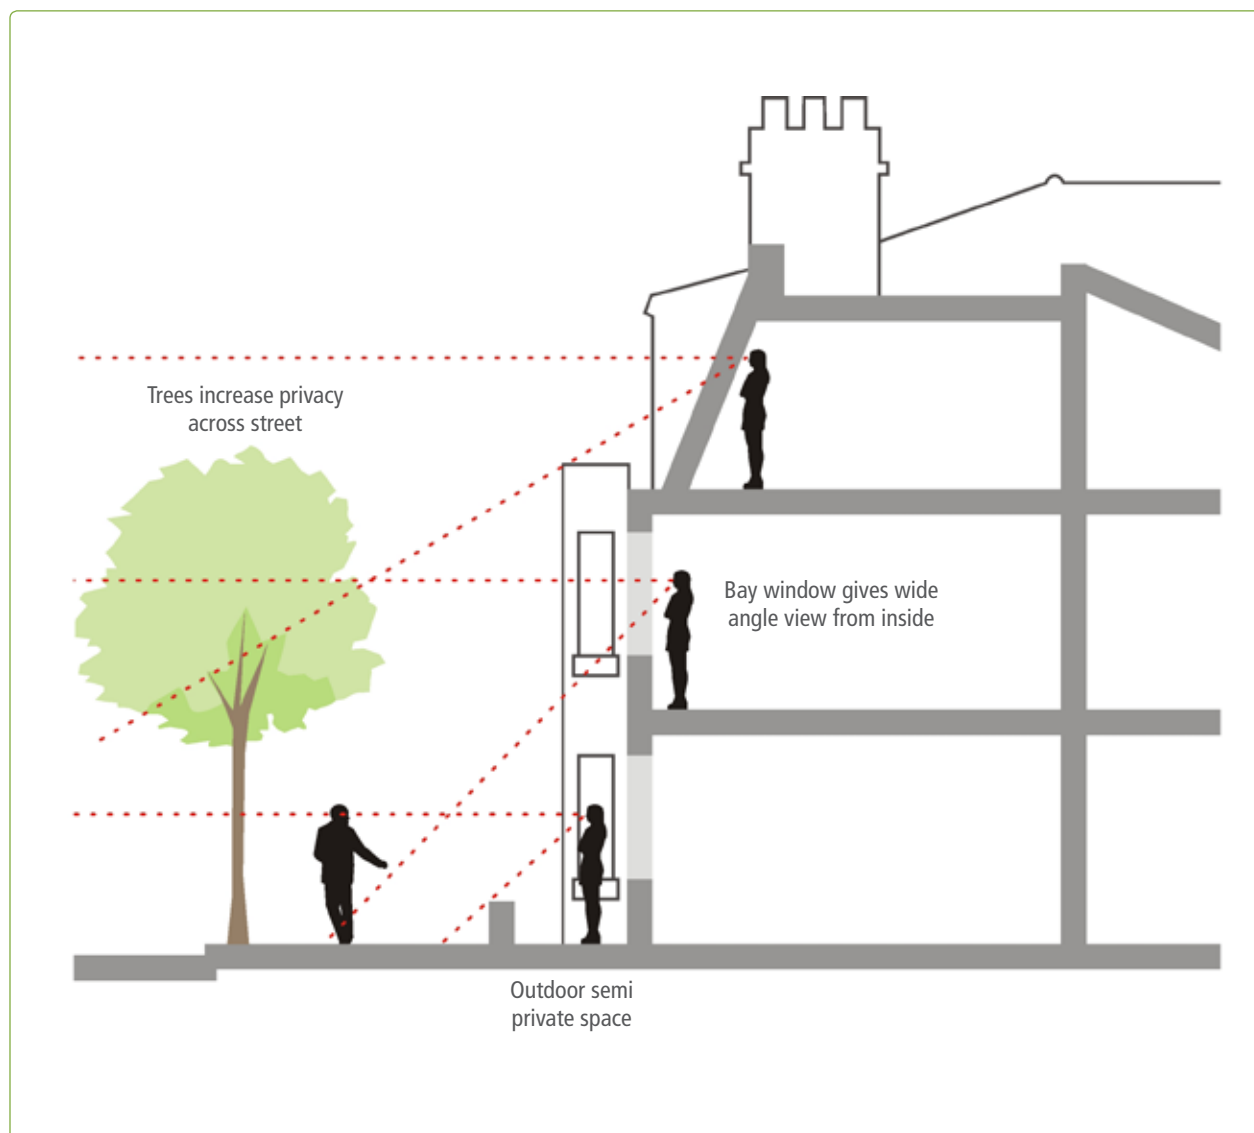 Trees increase privacy
across street
Bay window gives wide
angle view from inside
Outdoor semi
private space